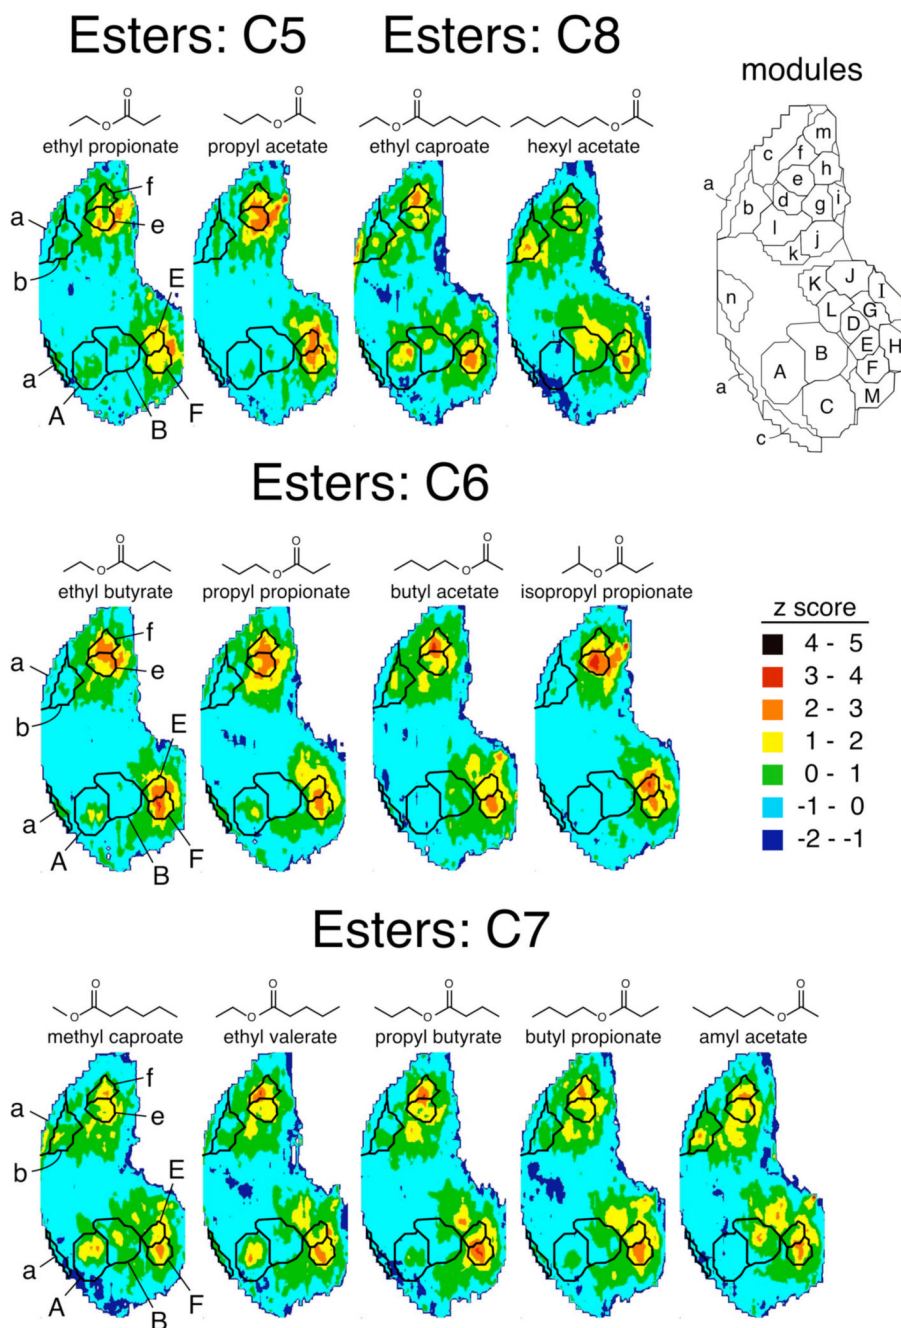 Esters: C5
Esters: C8
modules
ethyl propionate
propyl acetate
ethyl caproate
hexyl acetate
O
O
O
O
O
O
O
O
f
a
e
b
E
a
A
B
F
c
m
f
h
a
e
b
d
g
i
l
j
k
n
K
J
I
L
G
D
E
H
B
A
F
a
M
C
c
Esters: C6
ethyl butyrate
propyl propionate
butyl acetate
isopropyl propionate
O
O
O
O
O
O
O
O
f
a
e
b
E
a
A
B
F
z score
4 - 5
3 - 4
2 - 3
1 - 2
0 - 1
-1 - 0
-2 - -1
Esters: C7
methyl caproate
ethyl valerate
propyl butyrate
butyl propionate
amyl acetate
O
O
O
O
O
O
O
O
O
O
f
a
e
b
E
a
A
B
F